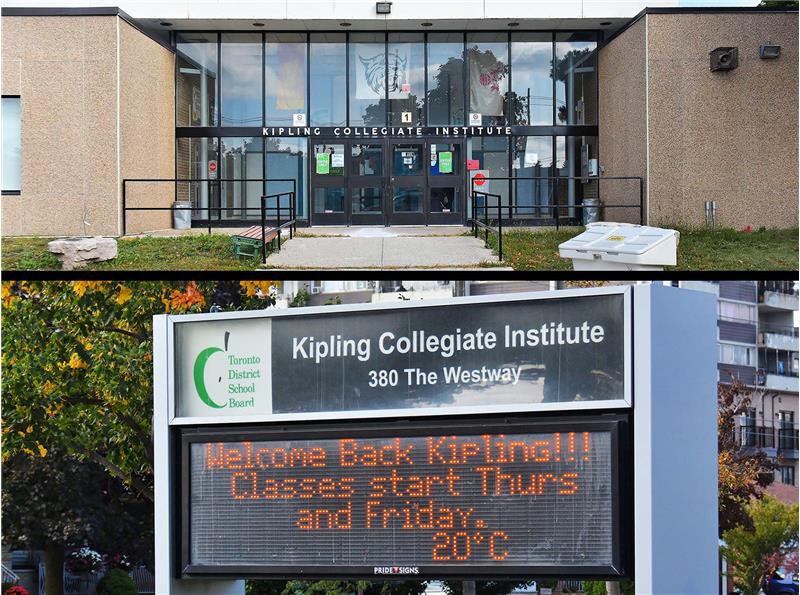 1
KIPLING COLLEGIATE INSTITUTE
Toronto
District
School
Board
Kipling Collegiate Institute
380 The Westway
Welcome Back Kipling!!!
Classes start Thurs
and Friday.
20°C
PRIDE SIGNS